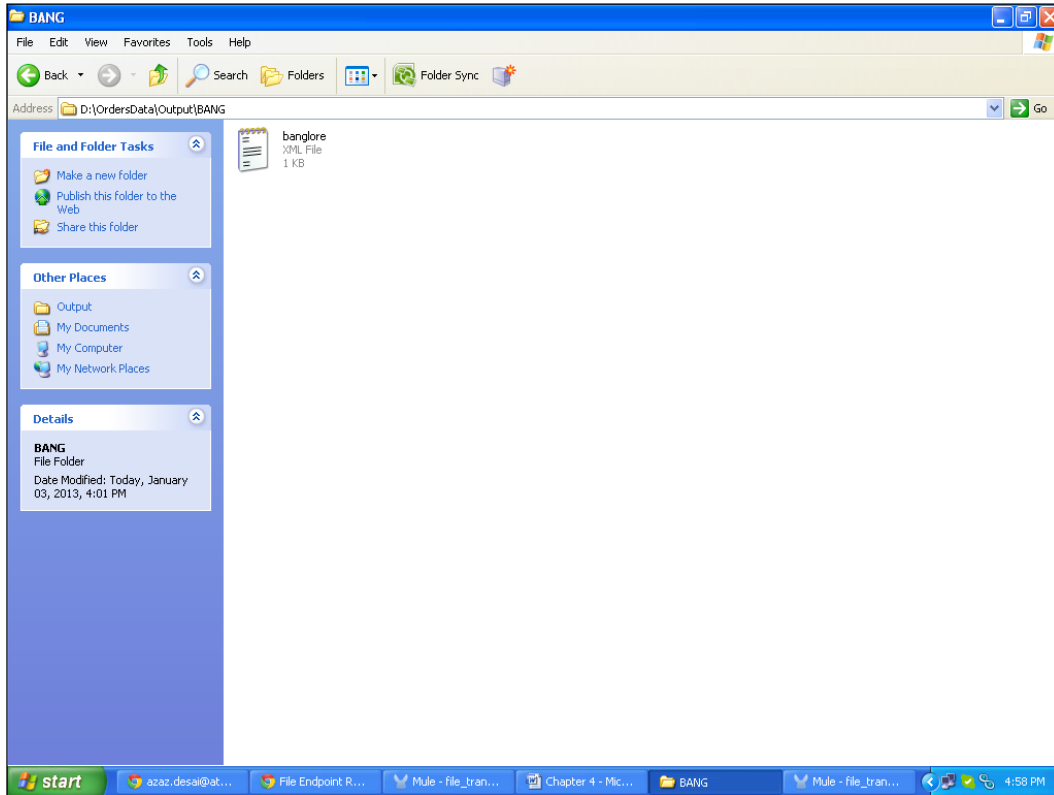 BANG
File Edit View Favorites Tools Help
Back Search Folders Folder Sync
Address D:\OrdersData\Output\BANG Go
File and Folder Tasks
Make a new folder
Publish this folder to the
Web
Share this folder
Other Places
Output
My Documents
My Computer
My Network Places
Details
BANG
File Folder
Date Modified: Today, January
03, 2013, 4:01 PM
banglore
XML File
1 KB
start azaz.desai@at... File Endpoint R... Mule - file_tran... Chapter 4 - Mic... BANG Mule - file_tran... 4:58 PM